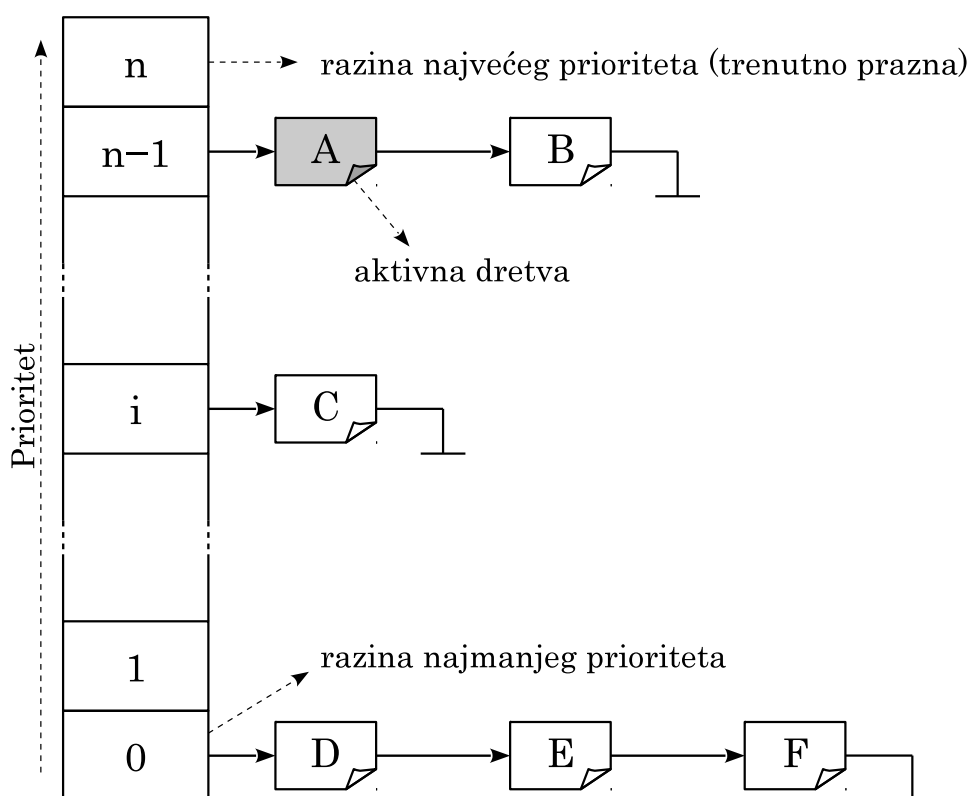 n
razina najvećeg prioriteta (trenutno prazna)
n−1
A
B
aktivna dretva
Prioritet
i
C
1
razina najmanjeg prioriteta
0
D
E
F